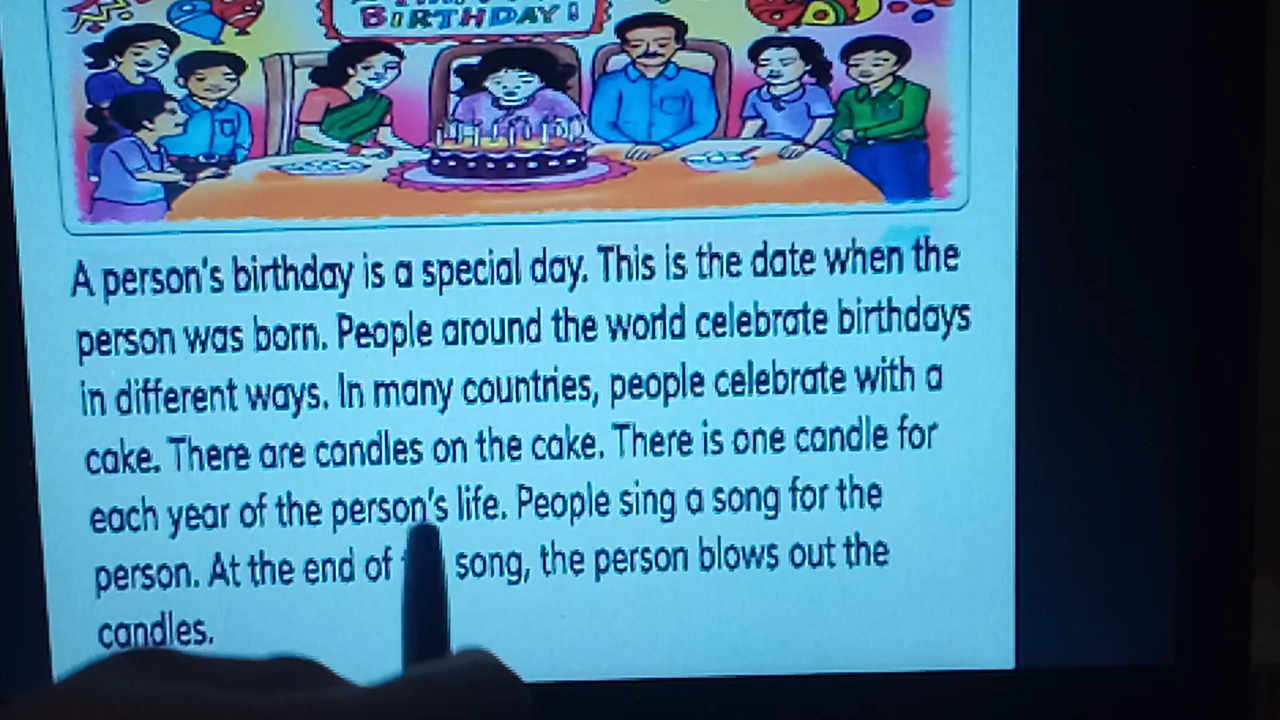 BIRTHDAY!
A person's birthday is a special day. This is the date when the
person was born. People around the world celebrate birthdays
in different ways. In many countries, people celebrate with a
cake. There are candles on the cake. There is one candle for
each year of the person's life. People sing a song for the
person. At the end of song, the person blows out the
candles.